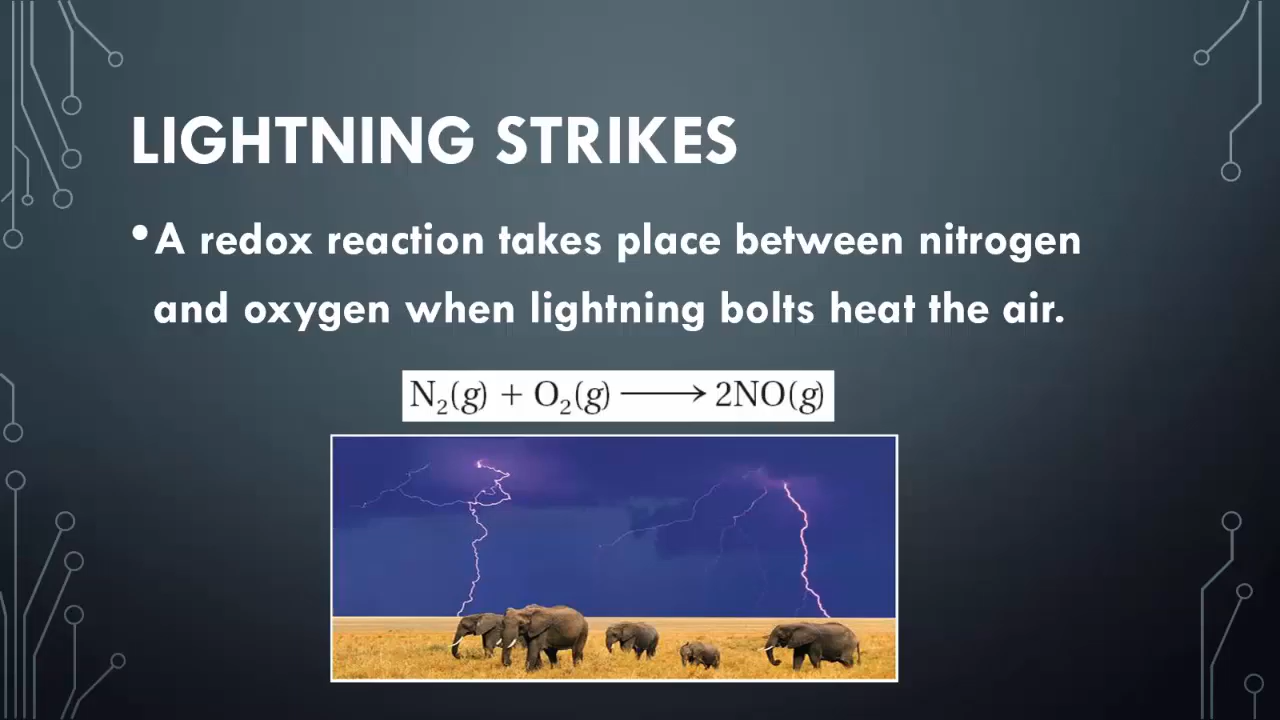 LIGHTNING STRIKES
•A redox reaction takes place between nitrogen
and oxygen when lightning bolts heat the air.
N₂(g) + O₂(g) ⟶ 2NO(g)